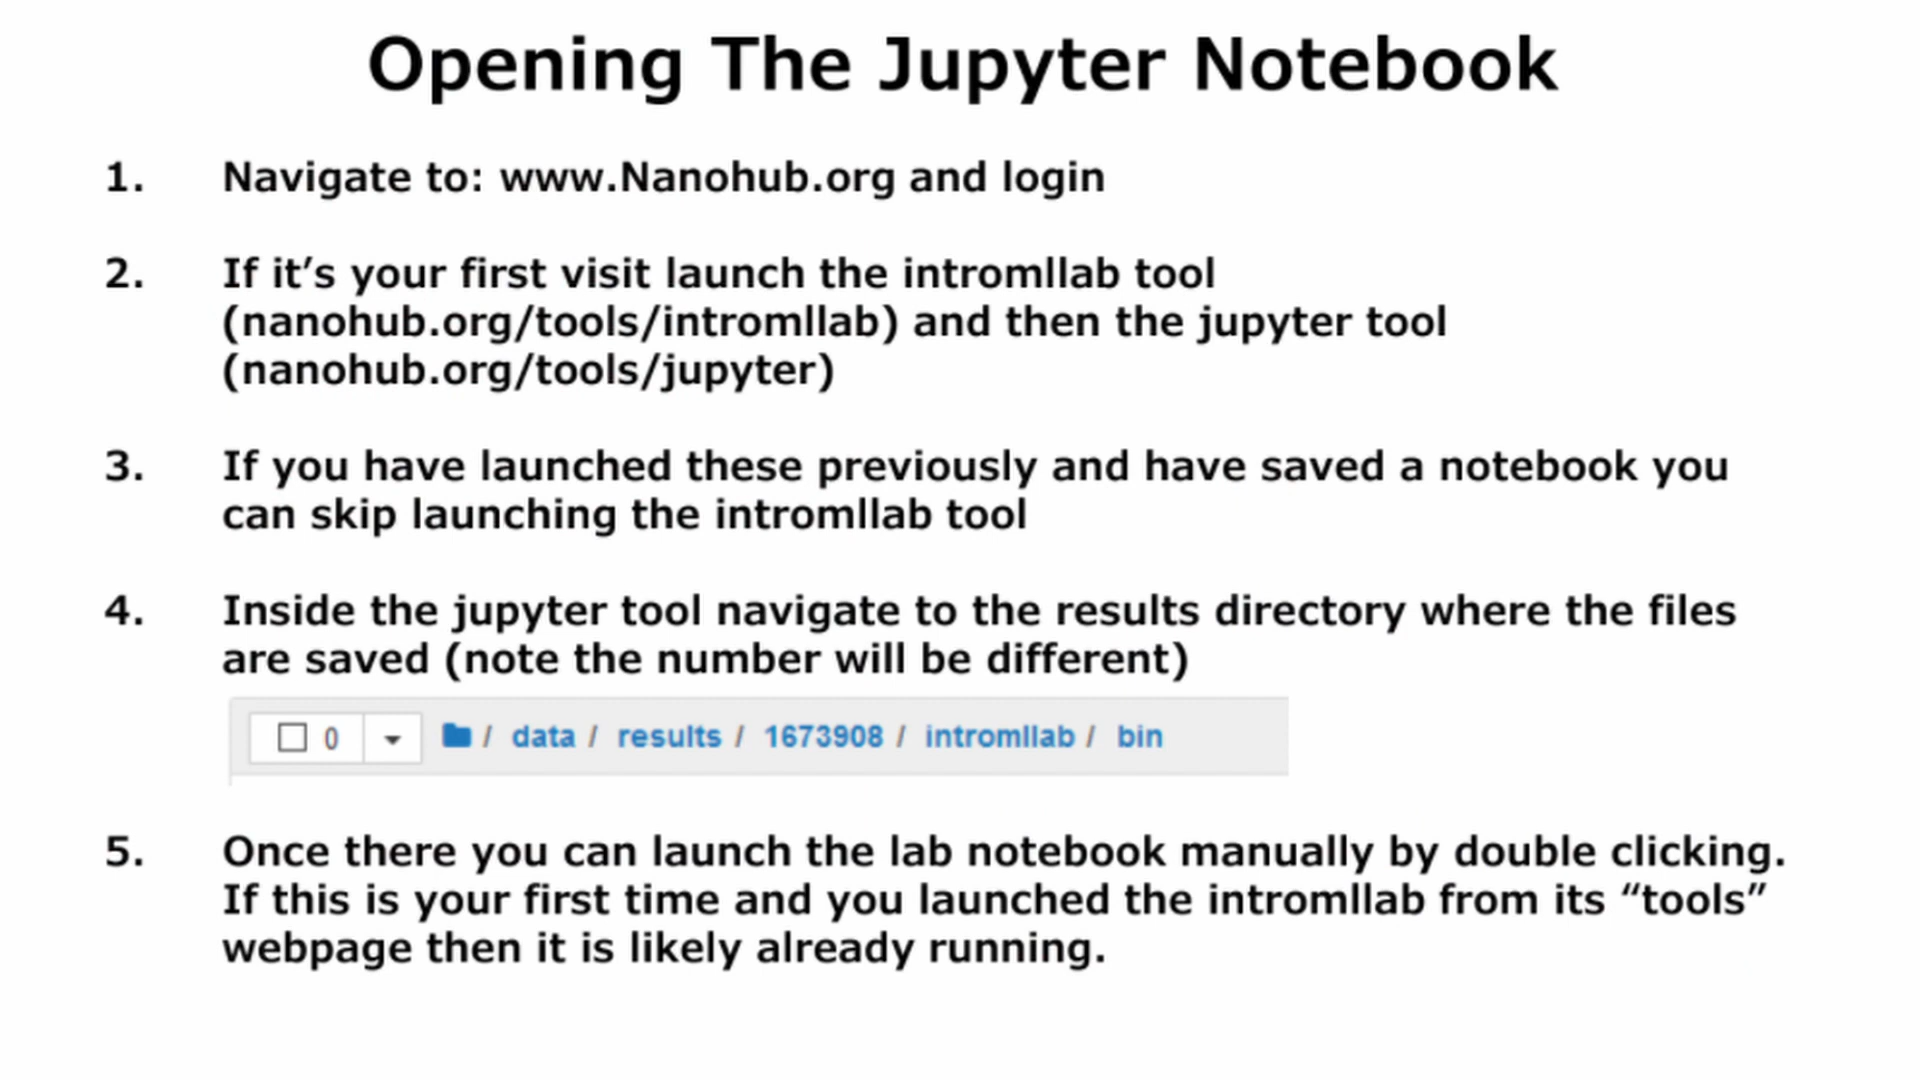 Opening The Jupyter Notebook
1. Navigate to: www.Nanohub.org and login
2. If it’s your first visit launch the intromllab tool
(nanohub.org/tools/intromllab) and then the jupyter tool
(nanohub.org/tools/jupyter)
3. If you have launched these previously and have saved a notebook you
can skip launching the intromllab tool
4. Inside the jupyter tool navigate to the results directory where the files
are saved (note the number will be different)
0 / data / results / 1673908 / intromllab / bin
5. Once there you can launch the lab notebook manually by double clicking.
If this is your first time and you launched the intromllab from its “tools”
webpage then it is likely already running.